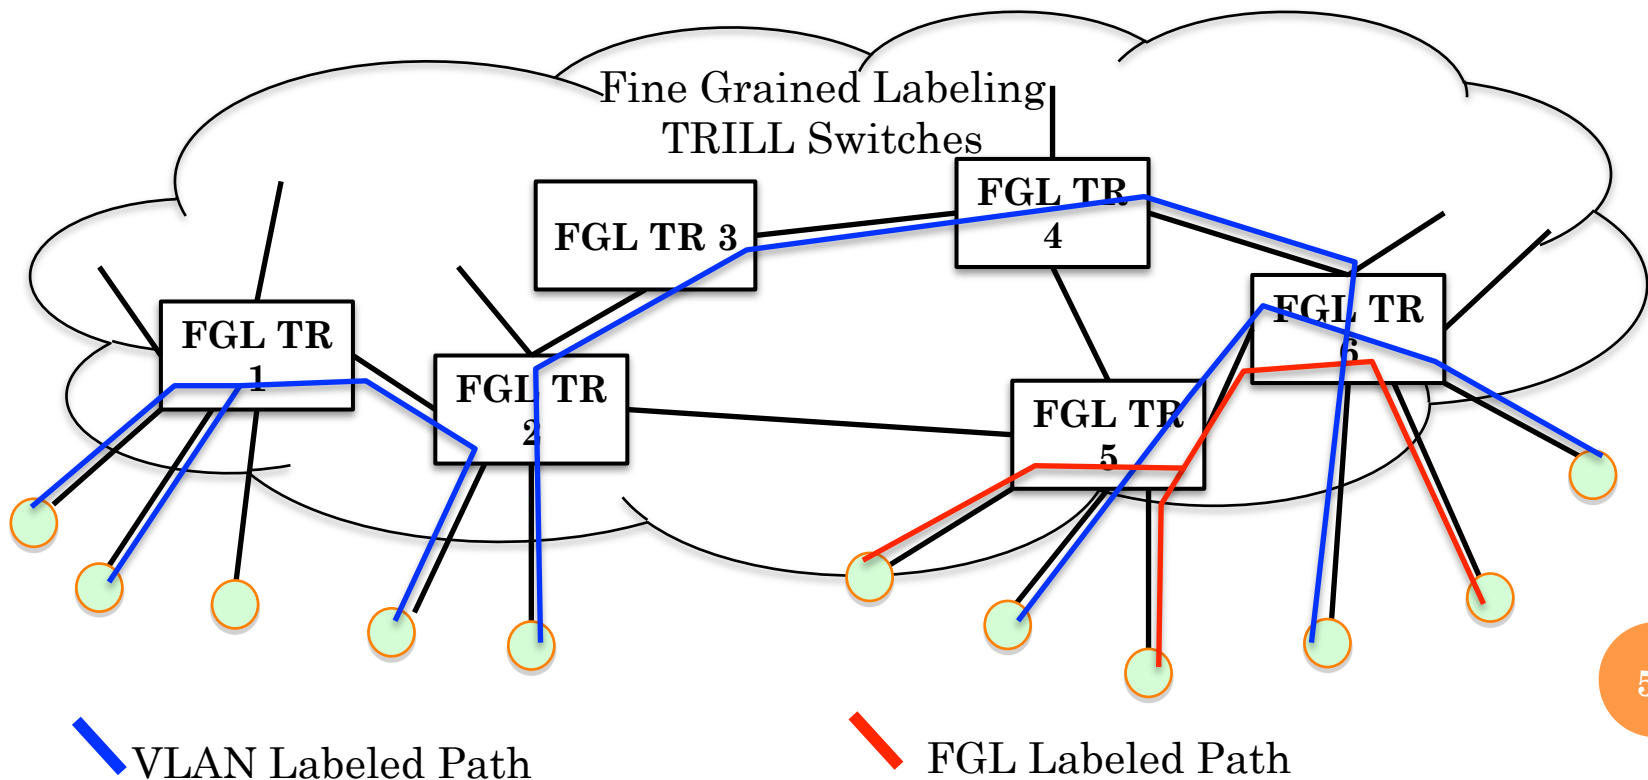 Fine Grained Labeling
TRILL Switches
FGL TR
4
FGL TR 3
FGL TR
1
FGL TR
2
FGL TR
6
FGL TR
5
5
VLAN Labeled Path
FGL Labeled Path